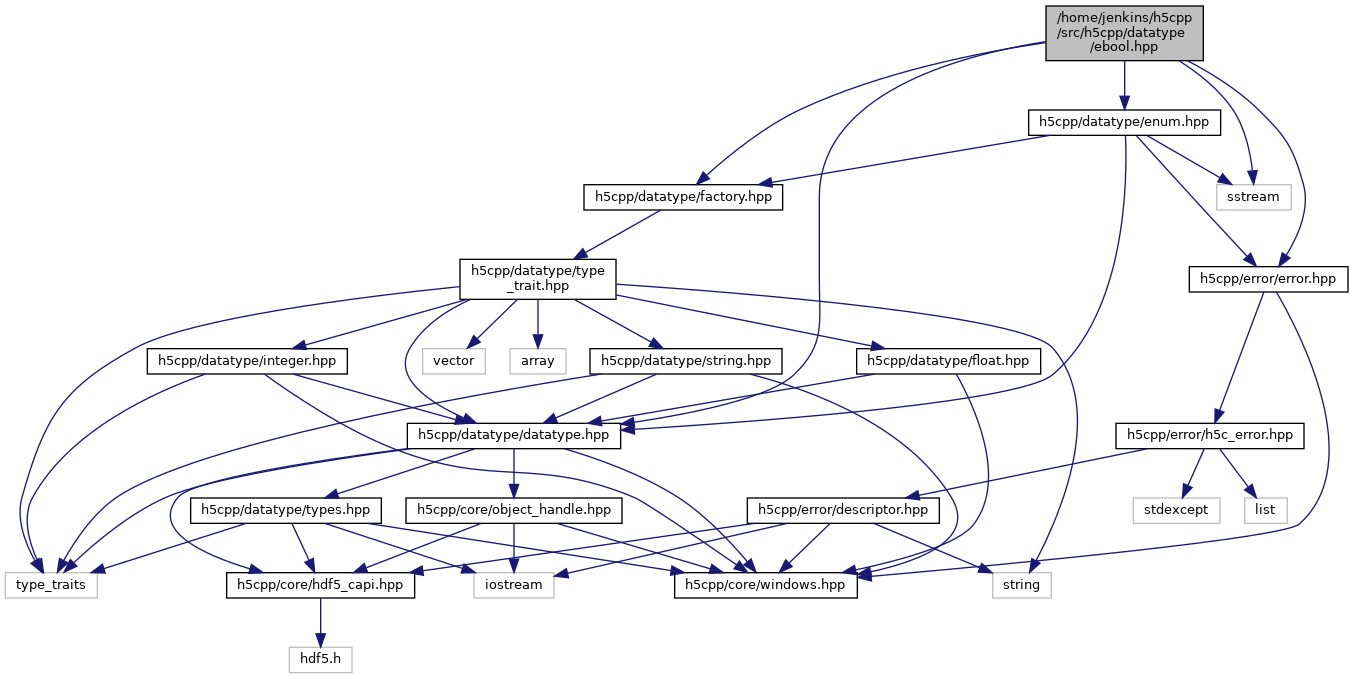 /home/jenkins/h5cpp
/src/h5cpp/datatype
/ebool.hpp
h5cpp/datatype/enum.hpp
h5cpp/datatype/factory.hpp
sstream
h5cpp/datatype/type
_trait.hpp
h5cpp/error/error.hpp
h5cpp/datatype/integer.hpp
vector
array
h5cpp/datatype/string.hpp
h5cpp/datatype/float.hpp
h5cpp/datatype/datatype.hpp
h5cpp/error/h5c_error.hpp
h5cpp/datatype/types.hpp
h5cpp/core/object_handle.hpp
h5cpp/error/descriptor.hpp
stdexcept
list
type_traits
h5cpp/core/hdf5_capi.hpp
iostream
h5cpp/core/windows.hpp
string
hdf5.h